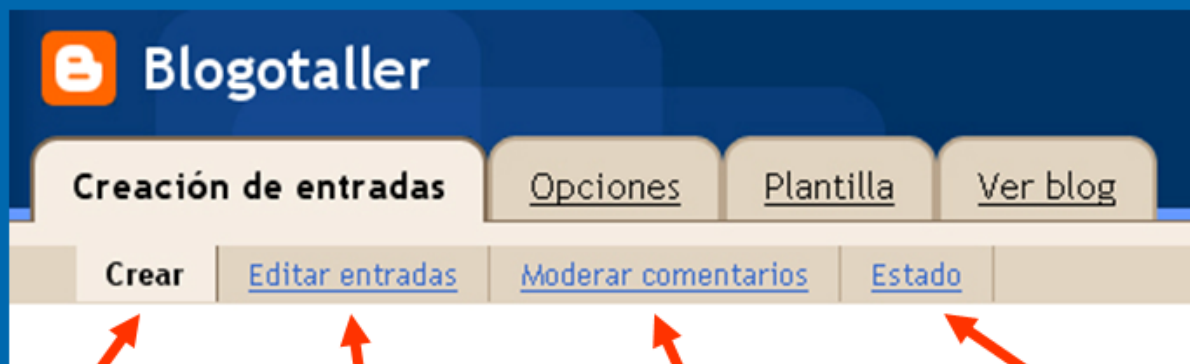 Blogotaller
Creación de entradas Opciones Plantilla Ver blog
Crear Editar entradas Moderar comentarios Estado